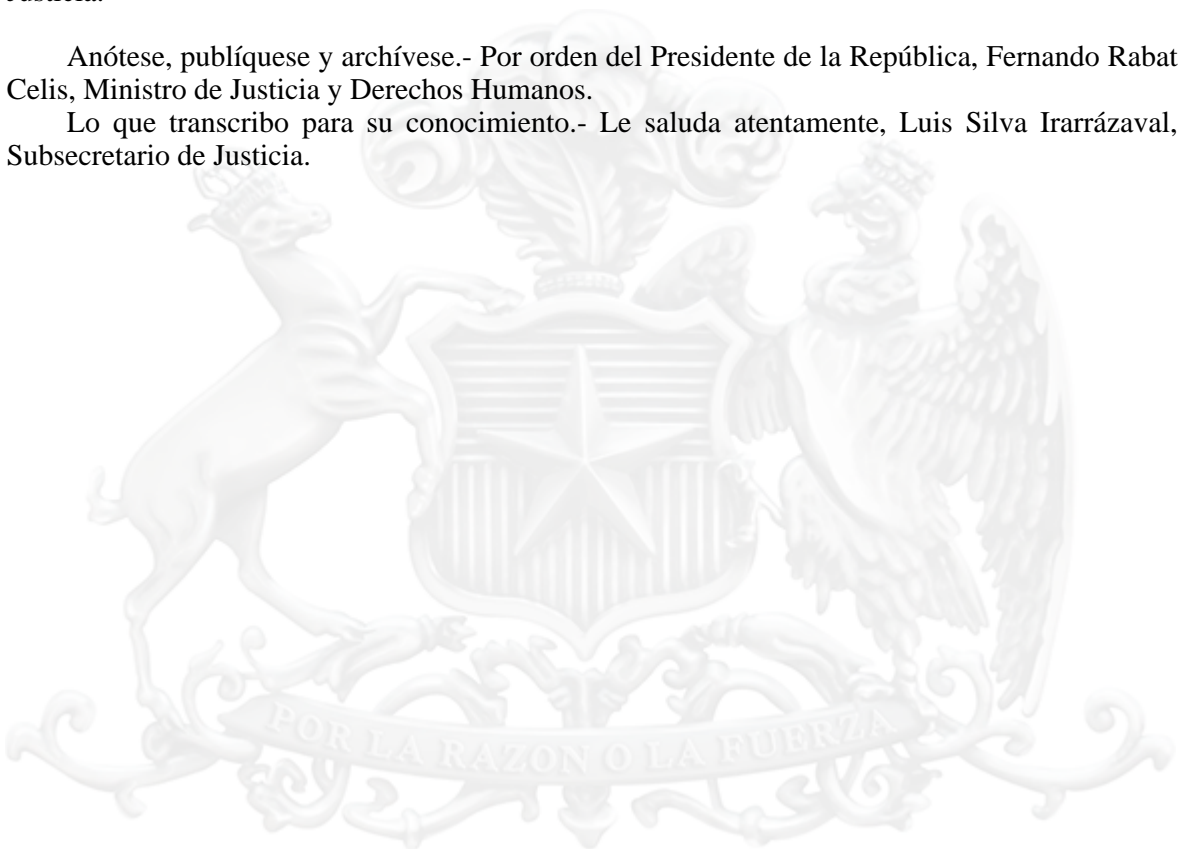 Justicia.
Anótese, publíquese y archívese.- Por orden del Presidente de la República, Fernando Rabat
Celis, Ministro de Justicia y Derechos Humanos.
Lo que transcribo para su conocimiento.- Le saluda atentamente, Luis Silva Irarrázaval,
Subsecretario de Justicia.
POR LA RAZON O LA FUERZA